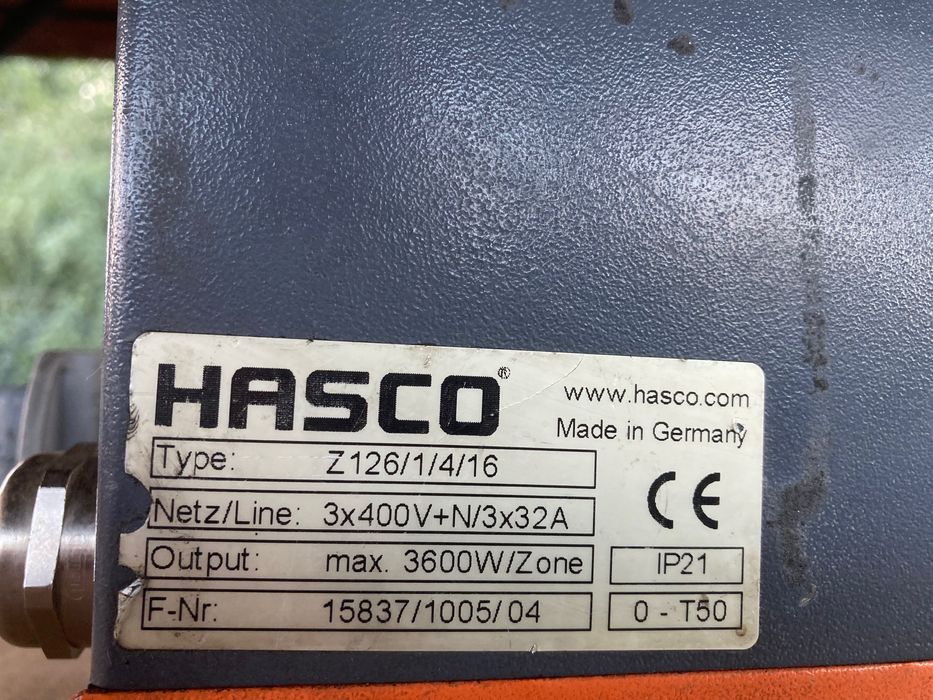 HASCO®
www.hasco.com
Made in Germany
Type: Z126/1/4/16
Netz/Line: 3x400V+N/3x32A
CE
Output: max. 3600W/Zone
IP21
F-Nr: 15837/1005/04
0 - T50